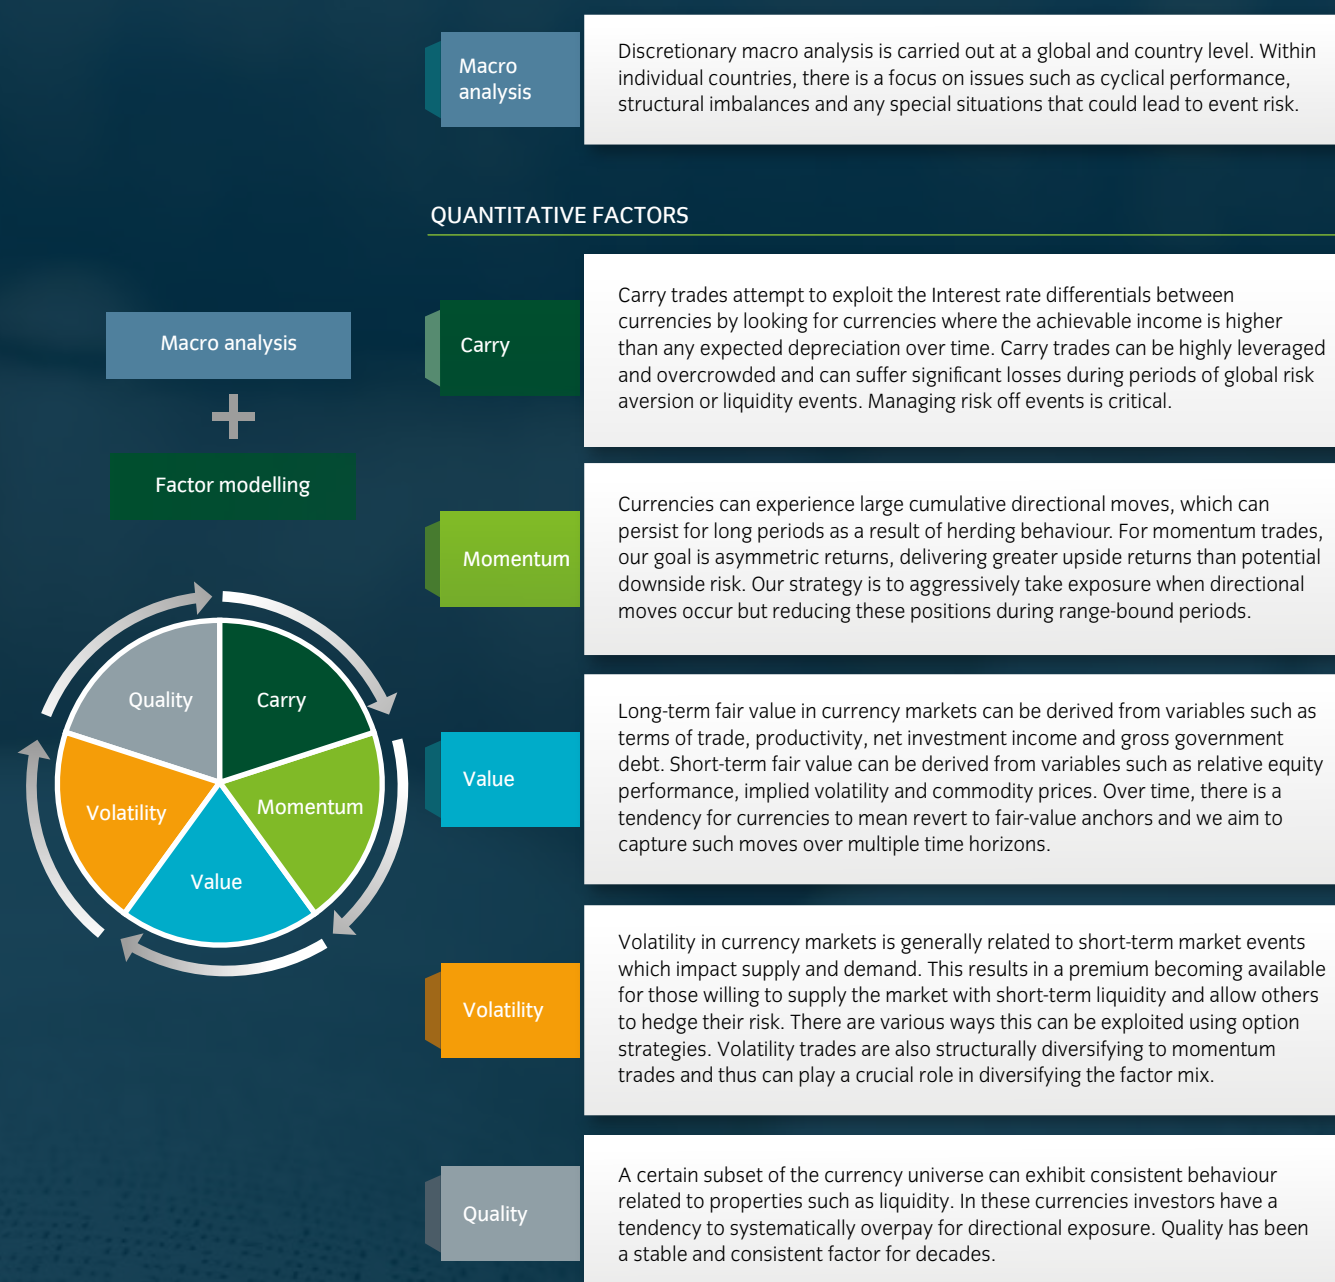 Macro
analysis
Discretionary macro analysis is carried out at a global and country level. Within
individual countries, there is a focus on issues such as cyclical performance,
structural imbalances and any special situations that could lead to event risk.
QUANTITATIVE FACTORS
Macro analysis
Factor modelling
Quality
Carry
Volatility
Momentum
Value
Carry
Carry trades attempt to exploit the Interest rate differentials between
currencies by looking for currencies where the achievable income is higher
than any expected depreciation over time. Carry trades can be highly leveraged
and overcrowded and can suffer significant losses during periods of global risk
aversion or liquidity events. Managing risk off events is critical.
Momentum
Currencies can experience large cumulative directional moves, which can
persist for long periods as a result of herding behaviour. For momentum trades,
our goal is asymmetric returns, delivering greater upside returns than potential
downside risk. Our strategy is to aggressively take exposure when directional
moves occur but reducing these positions during range-bound periods.
Value
Long-term fair value in currency markets can be derived from variables such as
terms of trade, productivity, net investment income and gross government
debt. Short-term fair value can be derived from variables such as relative equity
performance, implied volatility and commodity prices. Over time, there is a
tendency for currencies to mean revert to fair-value anchors and we aim to
capture such moves over multiple time horizons.
Volatility
Volatility in currency markets is generally related to short-term market events
which impact supply and demand. This results in a premium becoming available
for those willing to supply the market with short-term liquidity and allow others
to hedge their risk. There are various ways this can be exploited using option
strategies. Volatility trades are also structurally diversifying to momentum
trades and thus can play a crucial role in diversifying the factor mix.
Quality
A certain subset of the currency universe can exhibit consistent behaviour
related to properties such as liquidity. In these currencies investors have a
tendency to systematically overpay for directional exposure. Quality has been
a stable and consistent factor for decades.